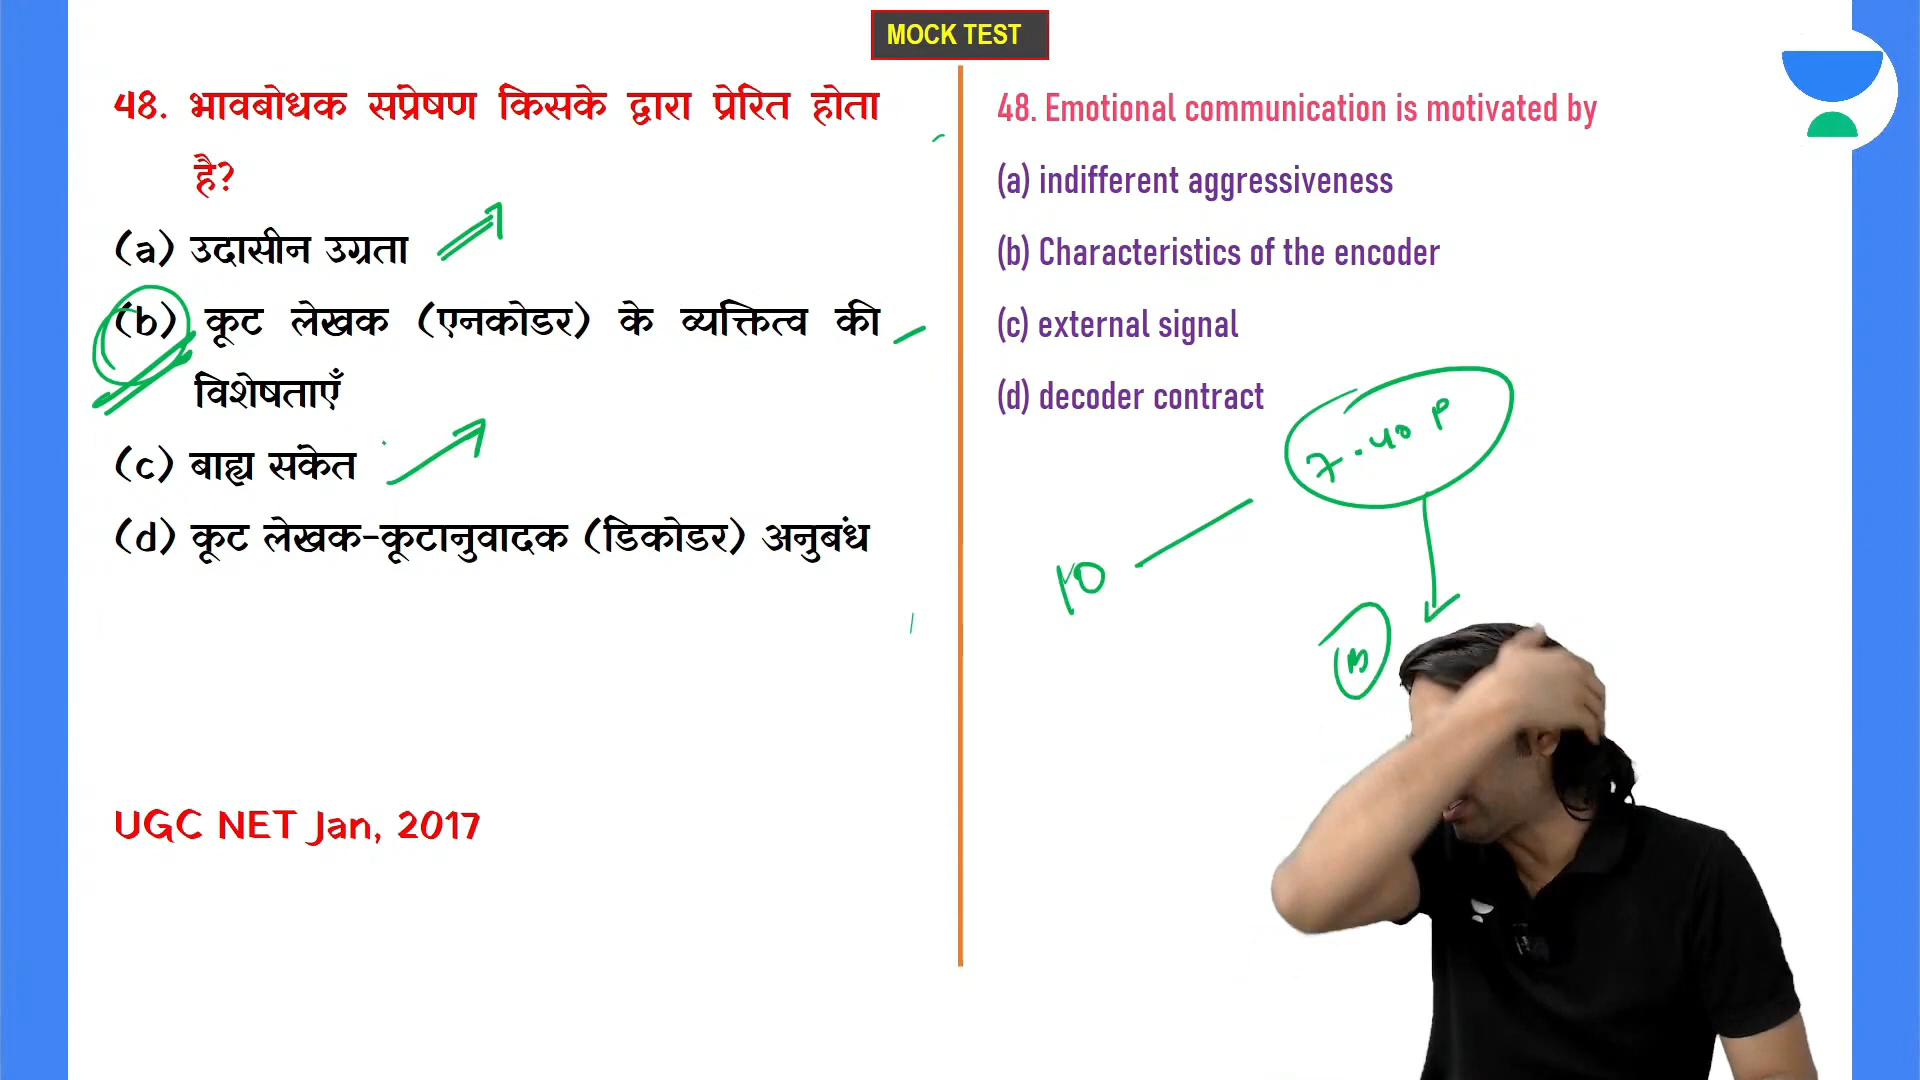 MOCK TEST
48. भावबोधक सप्रेषण किसके द्वारा प्रेरित होता
है?
(a) उदासीन उग्रता
(b) कूट लेखक (एनकोडर) के व्यक्तित्व की
विशेषताएँ
(c) बाह्य संकेत
(d) कूट लेखक-कूटानुवादक (डिकोडर) अनुबंध
UGC NET Jan, 2017
48. Emotional communication is motivated by
(a) indifferent aggressiveness
(b) Characteristics of the encoder
(c) external signal
(d) decoder contract
7.40 P
10